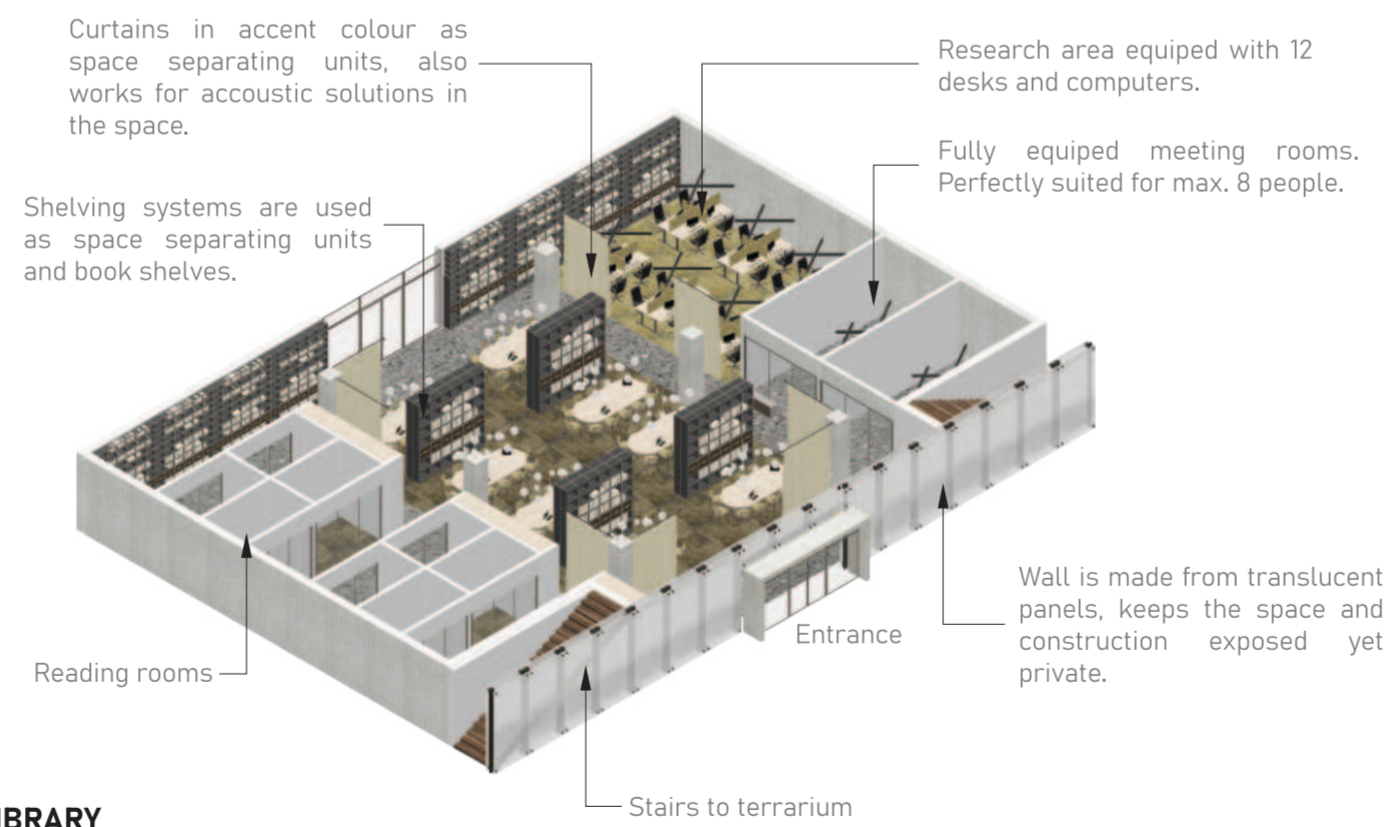 Curtains in accent colour as
space separating units, also
works for accoustic solutions in
the space.
Research area equiped with 12
desks and computers.
Fully equiped meeting rooms.
Perfectly suited for max. 8 people.
Shelving systems are used
as space separating units
and book shelves.
Wall is made from translucent
panels, keeps the space and
construction exposed yet
private.
Entrance
Reading rooms
Stairs to terrarium
IBRARY